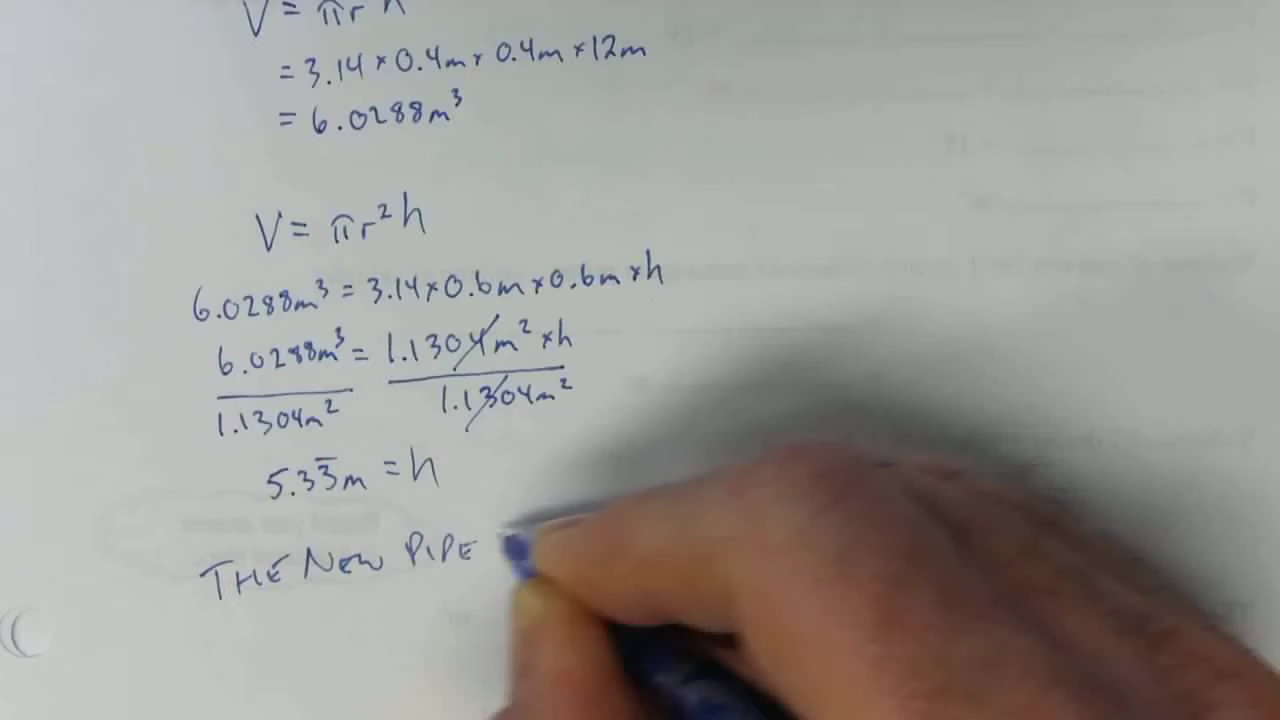 V = πr h
= 3.14 × 0.4m × 0.4m × 12m
= 6.0288m³
V = πr²h
6.0288m³ = 3.14 × 0.6m × 0.6m × h
6.0288m³ = 1.1304m² × h
1.1304m² 1.1304m²
5.33̅m = h
THE NEW PIPE